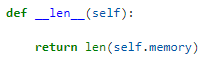 def __len__(self):
    return len(self.memory)